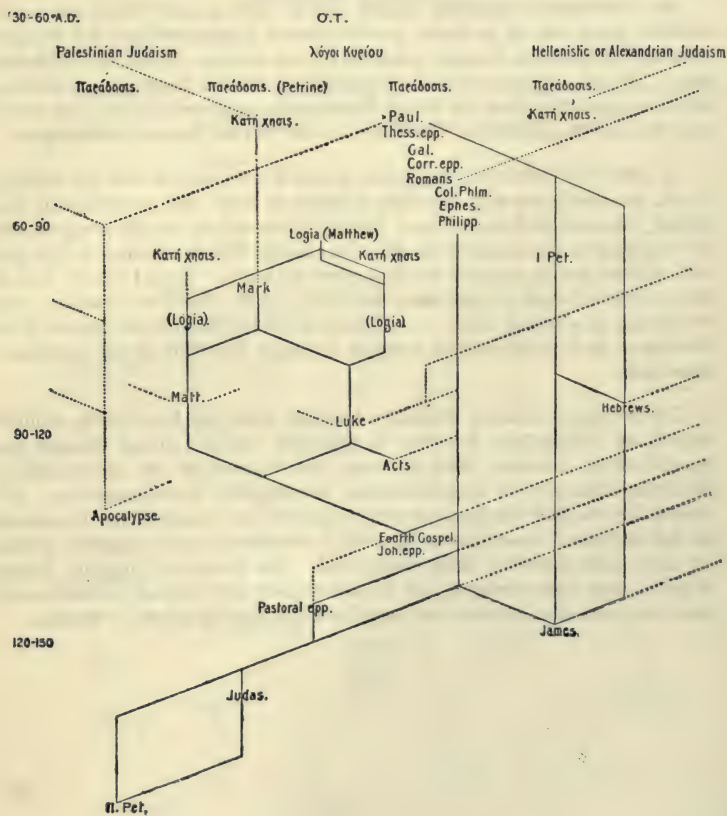 30-60 A.D. O.T.
Palestinian Judaism λόγοι Κυρίου Hellenistic or Alexandrian Judaism
Παράδοσις. Παράδοσις. (Petrine) Παράδοσις. Παράδοσις.
Κατήχησις. Paul. Κατήχησις.
Thess. epp.
Gal.
Corr. epp.
Romans
Col. Phlm.
Ephes.
60-90 Philipp.
Logia (Matthew)
Κατήχησις. Κατήχησις I Pet.
Mark
(Logia). (Logia)
Matt. Luke Hebrews.
90-120
Acts
Apocalypse.
Fourth Gospel.
Joh. epp.
Pastoral epp.
James.
120-150
Judas.
II. Pet.